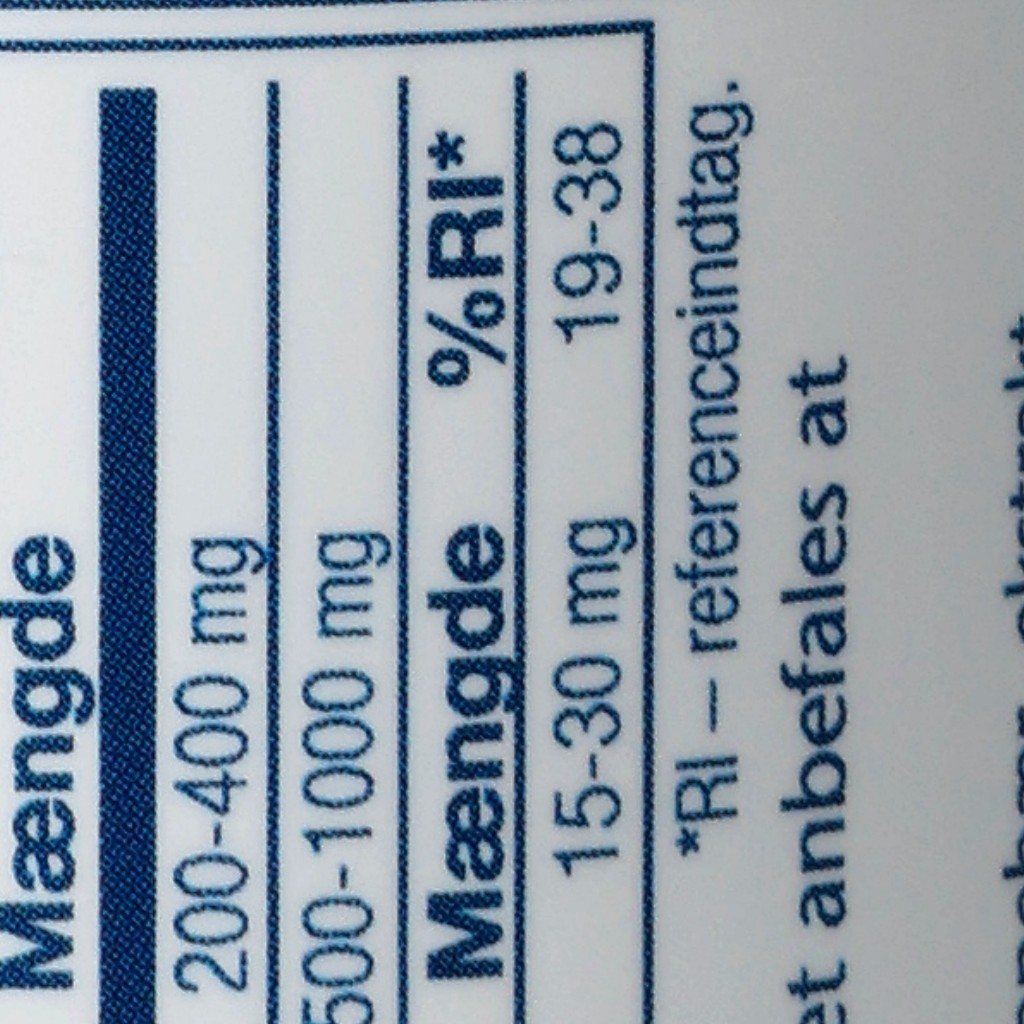 Mængde
200-400 mg
500-1000 mg
Mængde %RI*
15-30 mg 19-38
*RI – referenceindtag.
et anbefales at